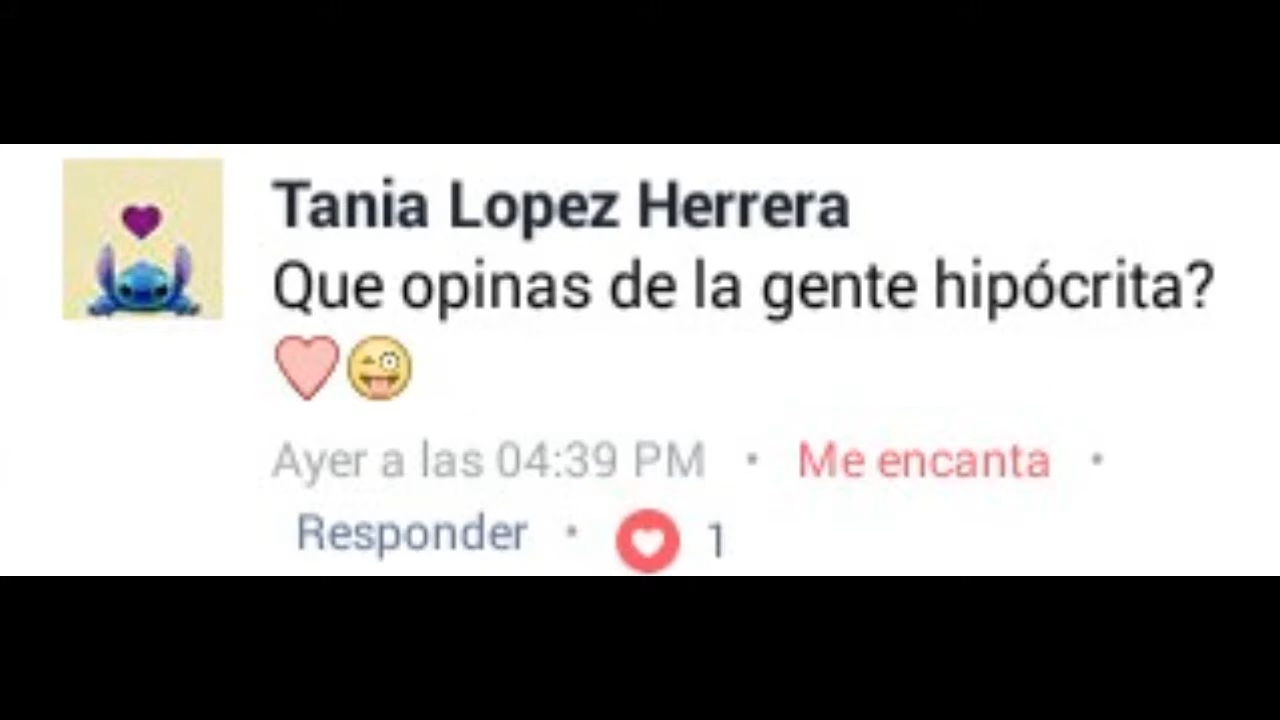 Tania Lopez Herrera
Que opinas de la gente hipócrita?
Ayer a las 04:39 PM · Me encanta ·
Responder · 1